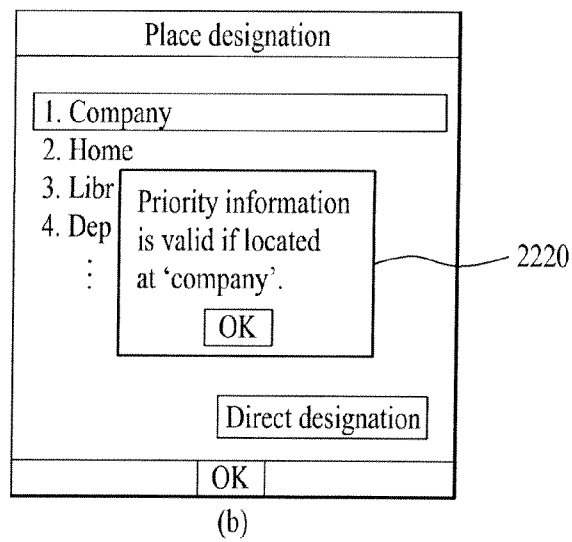 Place designation
1. Company
2. Home
3. Libr
4. Dep
⋮
Priority information
is valid if located
at ‘company’.
OK
2220
Direct designation
OK
(b)